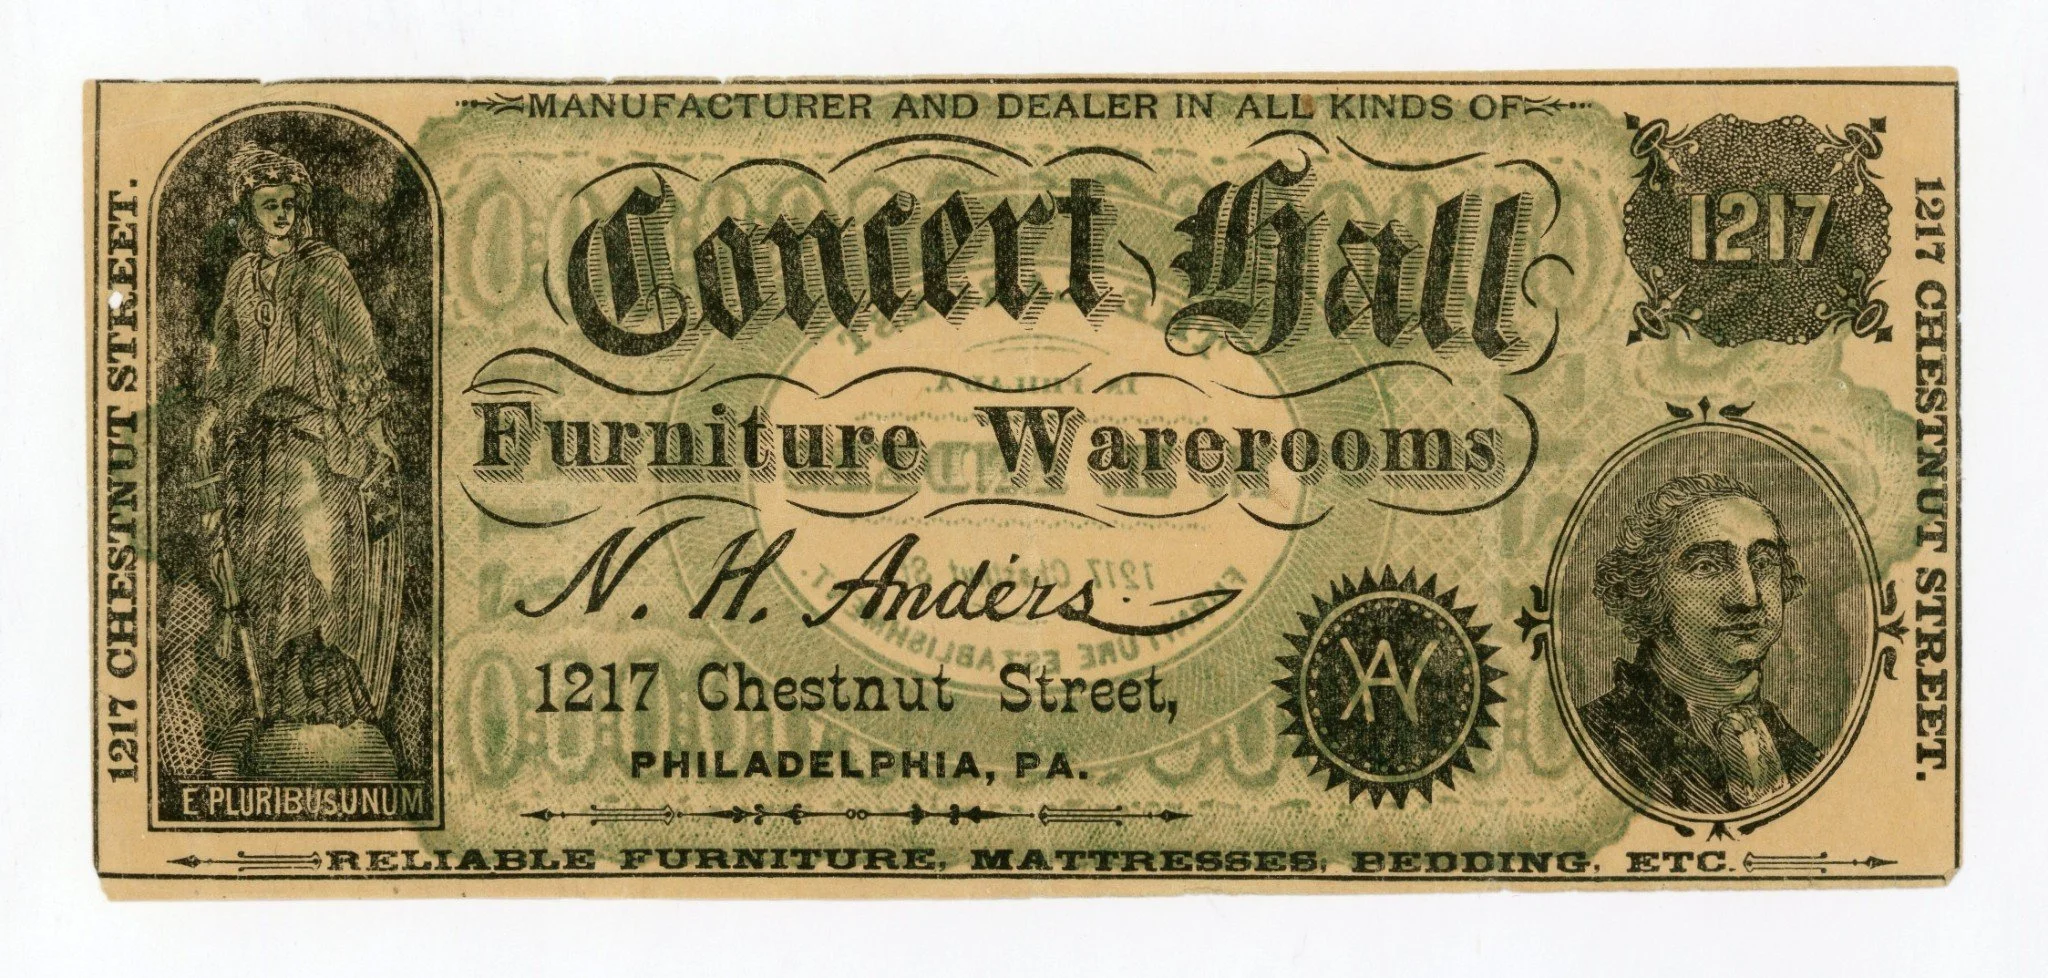 MANUFACTURER AND DEALER IN ALL KINDS OF
Concert Hall
1217
Furniture Warerooms
N. H. Anders.
1217 Chestnut Street,
PHILADELPHIA, PA.
E PLURIBUS UNUM
RELIABLE FURNITURE, MATTRESSES, BEDDING, ETC.
1217 CHESTNUT STREET.
1217 CHESTNUT STREET.